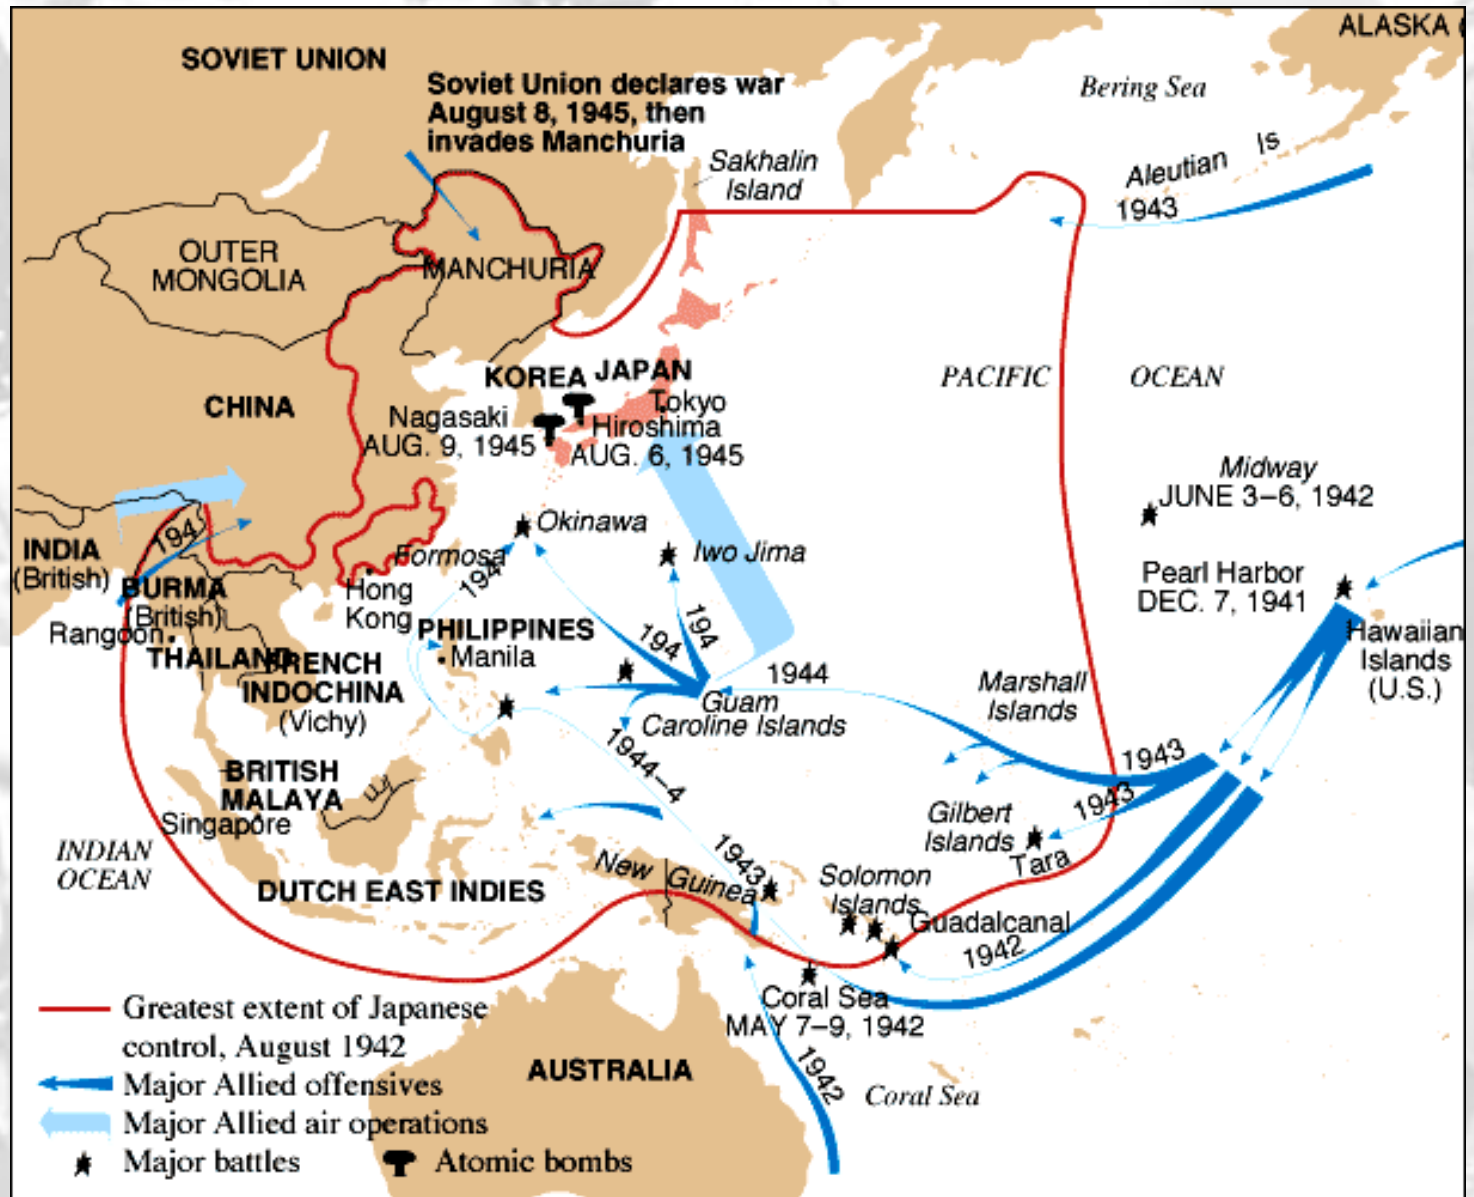 ALASKA (
SOVIET UNION
Soviet Union declares war
August 8, 1945, then
invades Manchuria
Bering Sea
Sakhalin
Island
Aleutian Is
1943
OUTER
MONGOLIA
MANCHURIA
PACIFIC OCEAN
KOREA JAPAN
CHINA
Tokyo
Nagasaki
AUG. 9, 1945
Hiroshima
AUG. 6, 1945
Midway
JUNE 3–6, 1942
Okinawa
Iwo Jima
194
INDIA
(British)
Formosa
194
BURMA
(British)
Hong
Kong
Pearl Harbor
DEC. 7, 1941
Rangoon
PHILIPPINES
Manila
194
194
Hawaiian
Islands
(U.S.)
THAILAND
FRENCH
INDOCHINA
(Vichy)
1944
Guam
Caroline Islands
Marshall
Islands
1944–4
1943
1943
BRITISH
MALAYA
Singapore
Gilbert
Islands
Tara
INDIAN
OCEAN
DUTCH EAST INDIES
New Guinea
1943
Solomon
Islands
Guadalcanal
1942
Coral Sea
MAY 7–9, 1942
1942
AUSTRALIA
Coral Sea
Greatest extent of Japanese
control, August 1942
Major Allied offensives
Major Allied air operations
Major battles
Atomic bombs